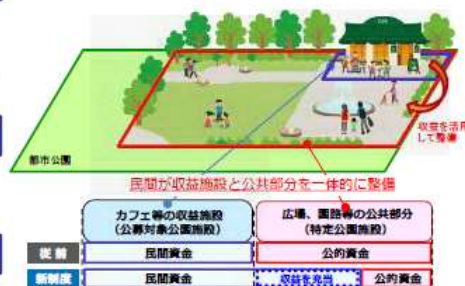 収益を活用
して整備
都市公園
民間が収益施設と公共部分を一体的に整備
カフェ等の収益施設
(公募対象公園施設)
広場、園路等の公共部分
(特定公園施設)
従前
民間資金
公的資金
新制度
民間資金
収益を充当
公的資金